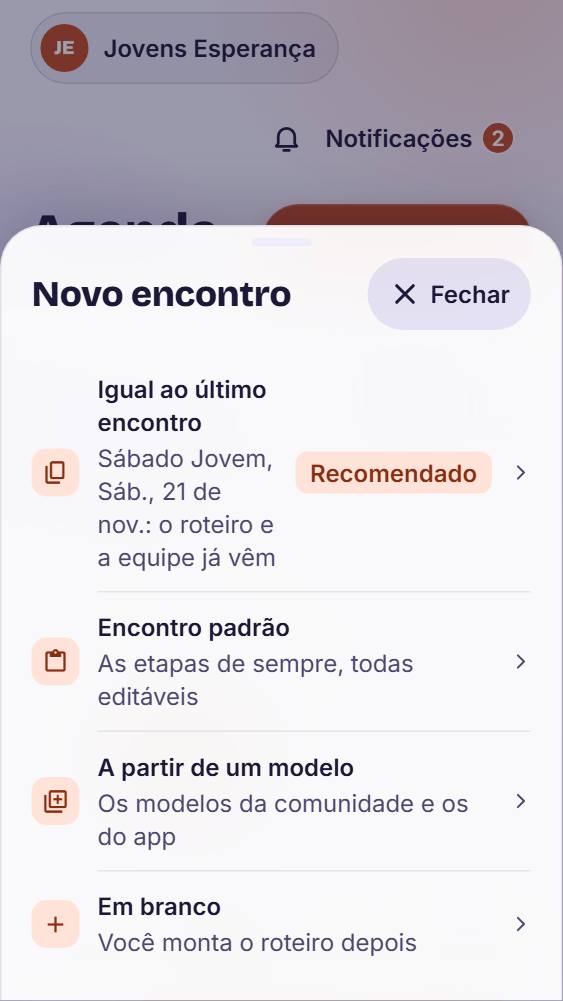 JE
Jovens Esperança
Notificações 2
Agenda
Novo encontro
Fechar
Igual ao último
encontro
Sábado Jovem,
Sáb., 21 de
nov.: o roteiro e
a equipe já vêm
Recomendado
Encontro padrão
As etapas de sempre, todas
editáveis
A partir de um modelo
Os modelos da comunidade e os
do app
Em branco
Você monta o roteiro depois